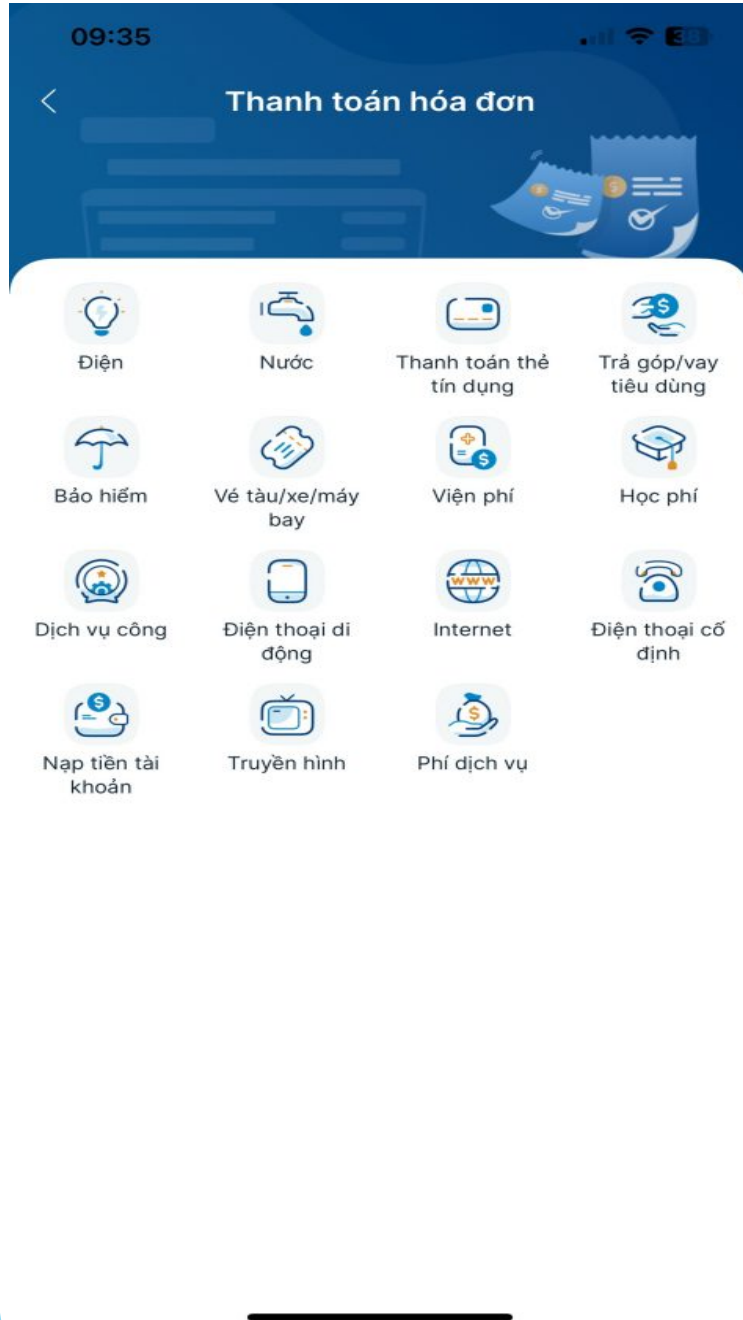 09:35
38
Thanh toán hóa đơn
Điện
Nước
Thanh toán thẻ
tín dụng
Trả góp/vay
tiêu dùng
Bảo hiểm
Vé tàu/xe/máy
bay
Viện phí
Học phí
Dịch vụ công
Điện thoại di
động
www
Internet
Điện thoại cố
định
Nạp tiền tài
khoản
Truyền hình
Phí dịch vụ